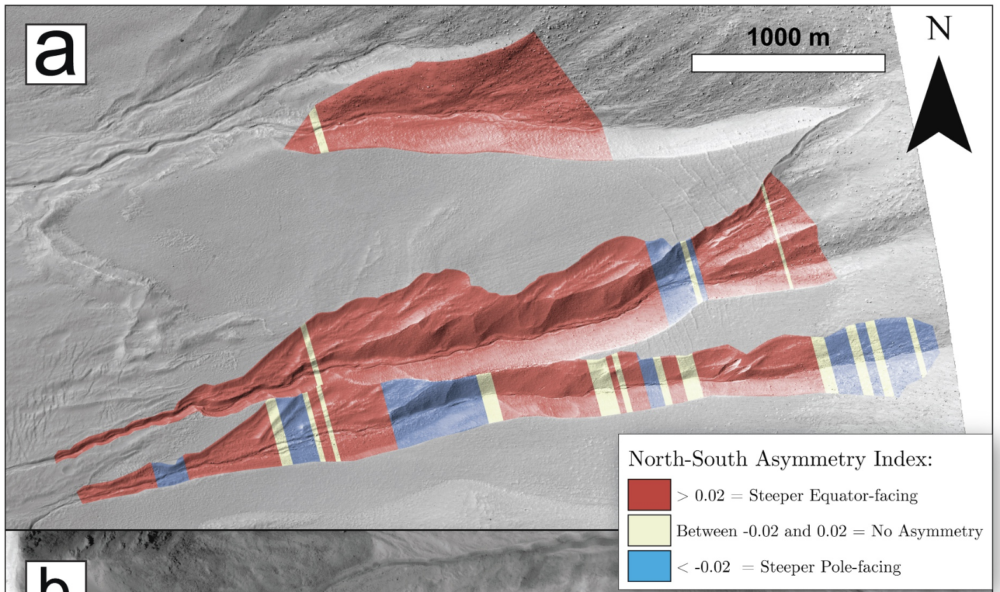 a
1000 m
N
North-South Asymmetry Index:
> 0.02 = Steeper Equator-facing
Between -0.02 and 0.02 = No Asymmetry
< -0.02 = Steeper Pole-facing
b